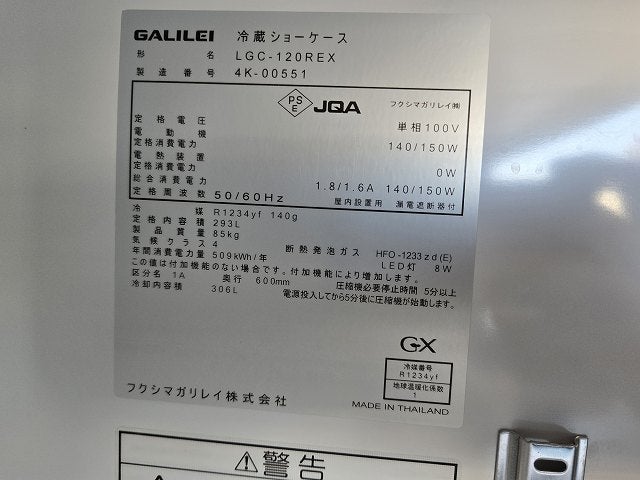 GALILEI 冷蔵ショーケース
形 名 LGC-120REX
製造番号 4K-00551
PS E JQA フクシマガリレイ㈱
定格電圧 単相100V
電動機
定格消費電力 140/150W
電熱装置
定格消費電力 0W
総合消費電力 1.8/1.6A 140/150W
定格周波数 50/60Hz 屋内設置用 漏電遮断器付
冷 媒 R1234yf 140g
定格内容積 293L
製品質量 85kg
気候クラス 4 断熱発泡ガス HFO-1233zd(E)
年間消費電力量 509kWh/年 LED灯 8W
この値は付加機能のない場合です。付加機能により増加します。
区分名 1A 奥行 600mm 圧縮機必要停止時間 5分以上
冷却内容積 306L 電源投入してから5分後に圧縮機が始動します。
GX
冷媒番号
R1234yf
地球温暖化係数
1
フクシマガリレイ株式会社
MADE IN THAILAND
警告